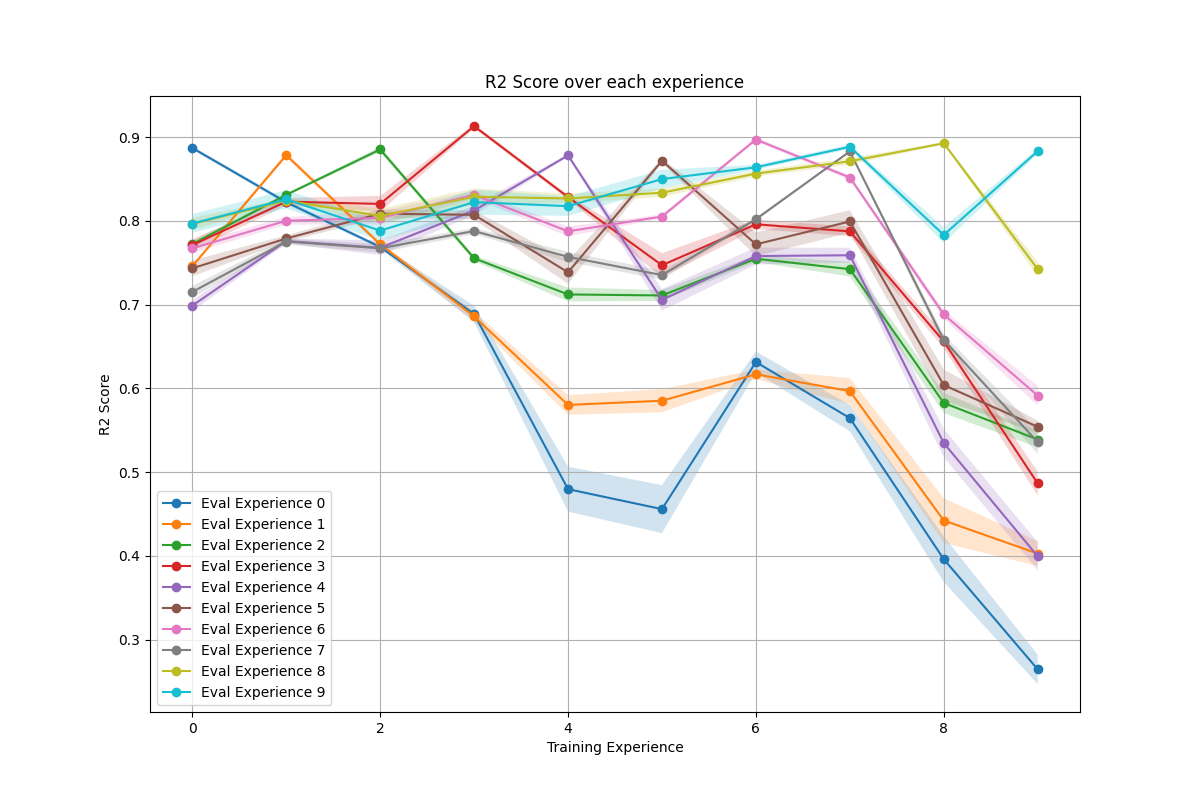 R2 Score over each experience
R2 Score
0.9
0.8
0.7
0.6
0.5
0.4
0.3
Eval Experience 0
Eval Experience 1
Eval Experience 2
Eval Experience 3
Eval Experience 4
Eval Experience 5
Eval Experience 6
Eval Experience 7
Eval Experience 8
Eval Experience 9
0 2 4 6 8
Training Experience